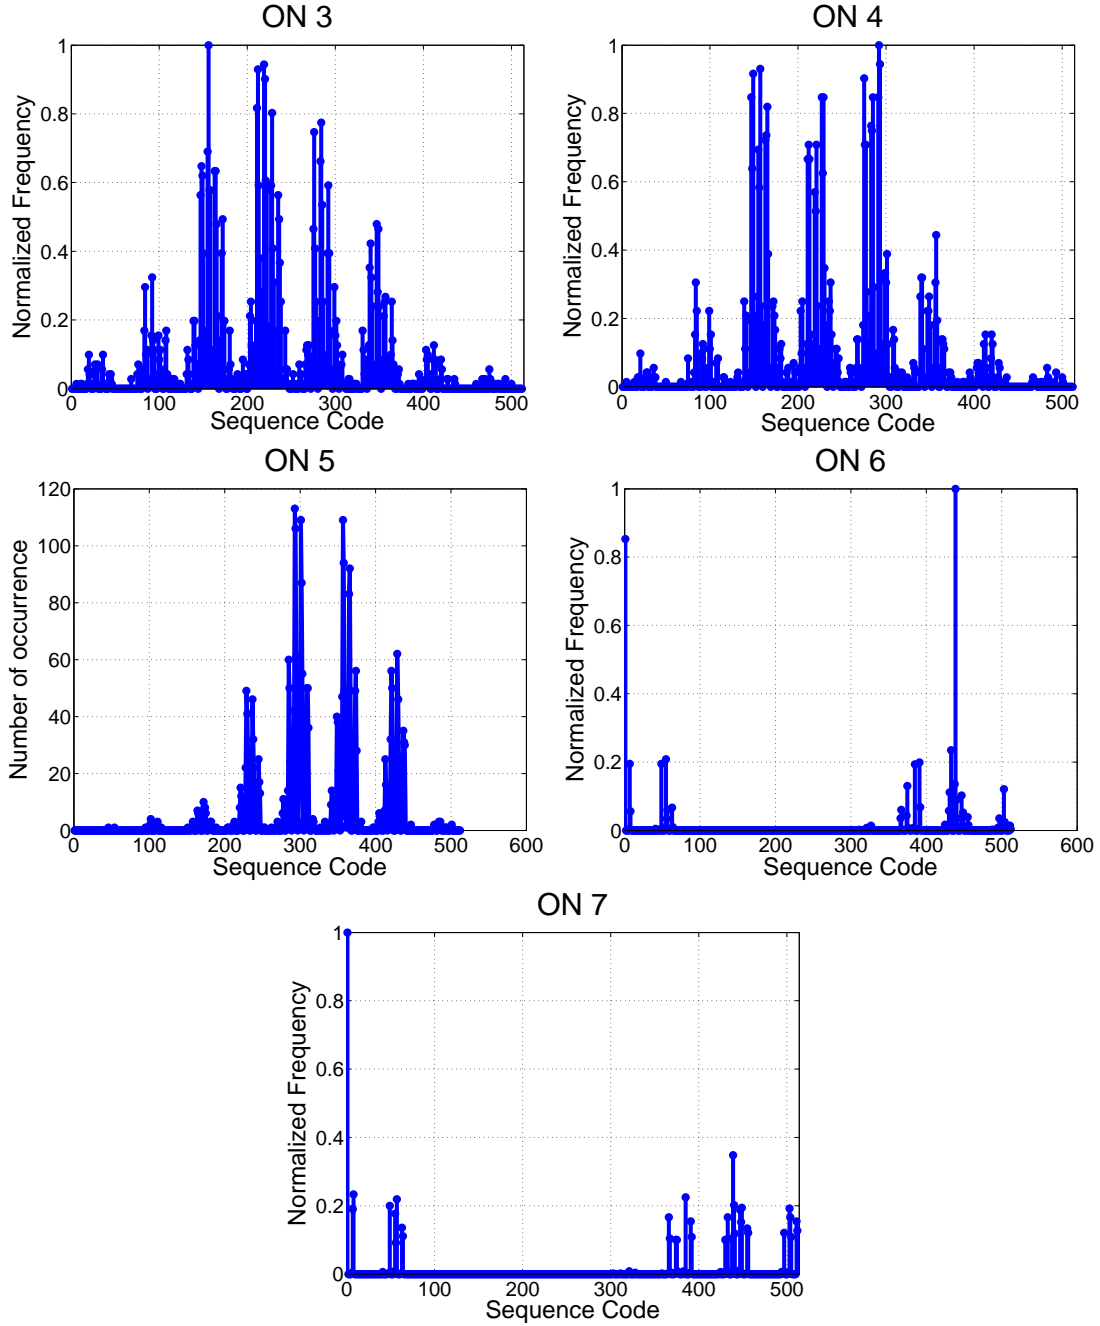 ON 3
ON 4
Normalized Frequency
1
0.8
0.6
0.4
0.2
0
0 100 200 300 400 500
Sequence Code
Normalized Frequency
1
0.8
0.6
0.4
0.2
0
0 100 200 300 400 500
Sequence Code
ON 5
ON 6
Number of occurrence
120
100
80
60
40
20
0
0 100 200 300 400 500 600
Sequence Code
Normalized Frequency
1
0.8
0.6
0.4
0.2
0
0 100 200 300 400 500 600
Sequence Code
ON 7
Normalized Frequency
1
0.8
0.6
0.4
0.2
0
0 100 200 300 400 500
Sequence Code